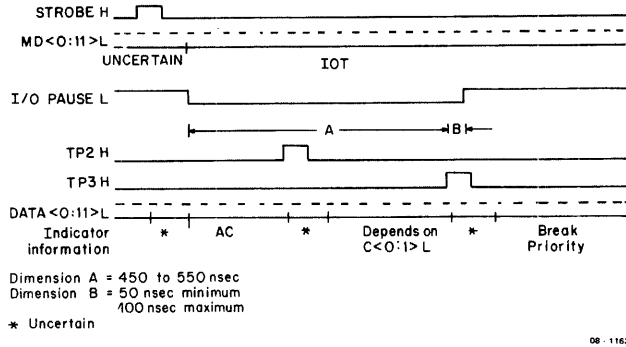 STROBE H
MD<0:11>L
UNCERTAIN IOT
I/O PAUSE L
A B
TP2 H
TP3 H
DATA<0:11>L
Indicator information * AC * Depends on C<0:1> L * Break Priority
Dimension A = 450 to 550 nsec
Dimension B = 50 nsec minimum
100 nsec maximum
* Uncertain